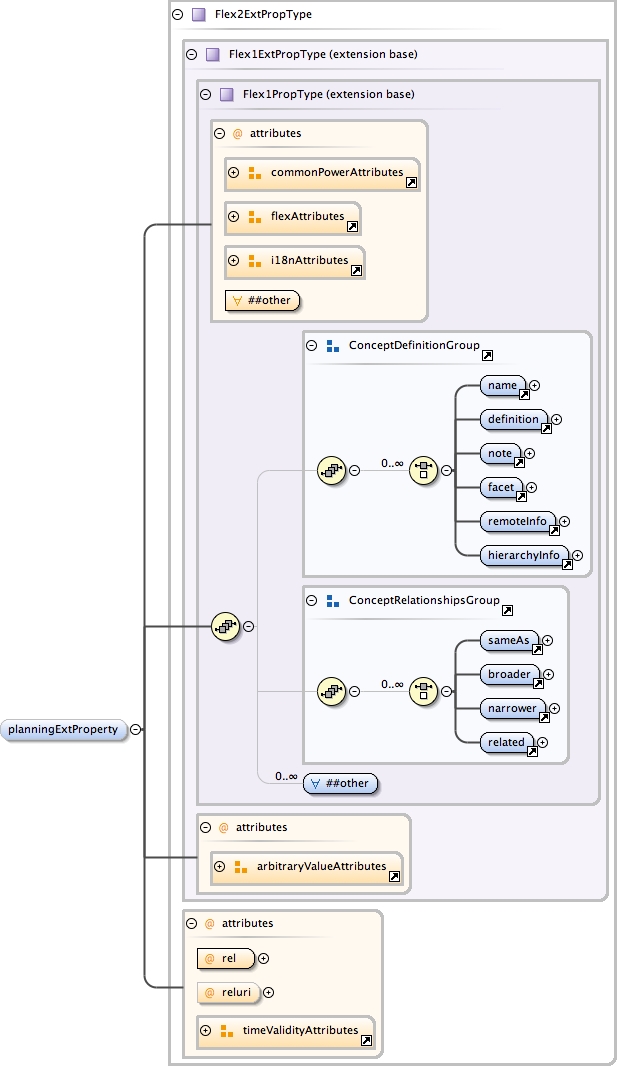 Flex2ExtPropType
Flex1ExtPropType (extension base)
Flex1PropType (extension base)
@ attributes
commonPowerAttributes
flexAttributes
i18nAttributes
##other
ConceptDefinitionGroup
name
definition
0..∞
note
facet
remoteInfo
hierarchyInfo
ConceptRelationshipsGroup
sameAs
broader
0..∞
narrower
related
planningExtProperty
0..∞
##other
@ attributes
arbitraryValueAttributes
@ attributes
@ rel
@ reluri
timeValidityAttributes